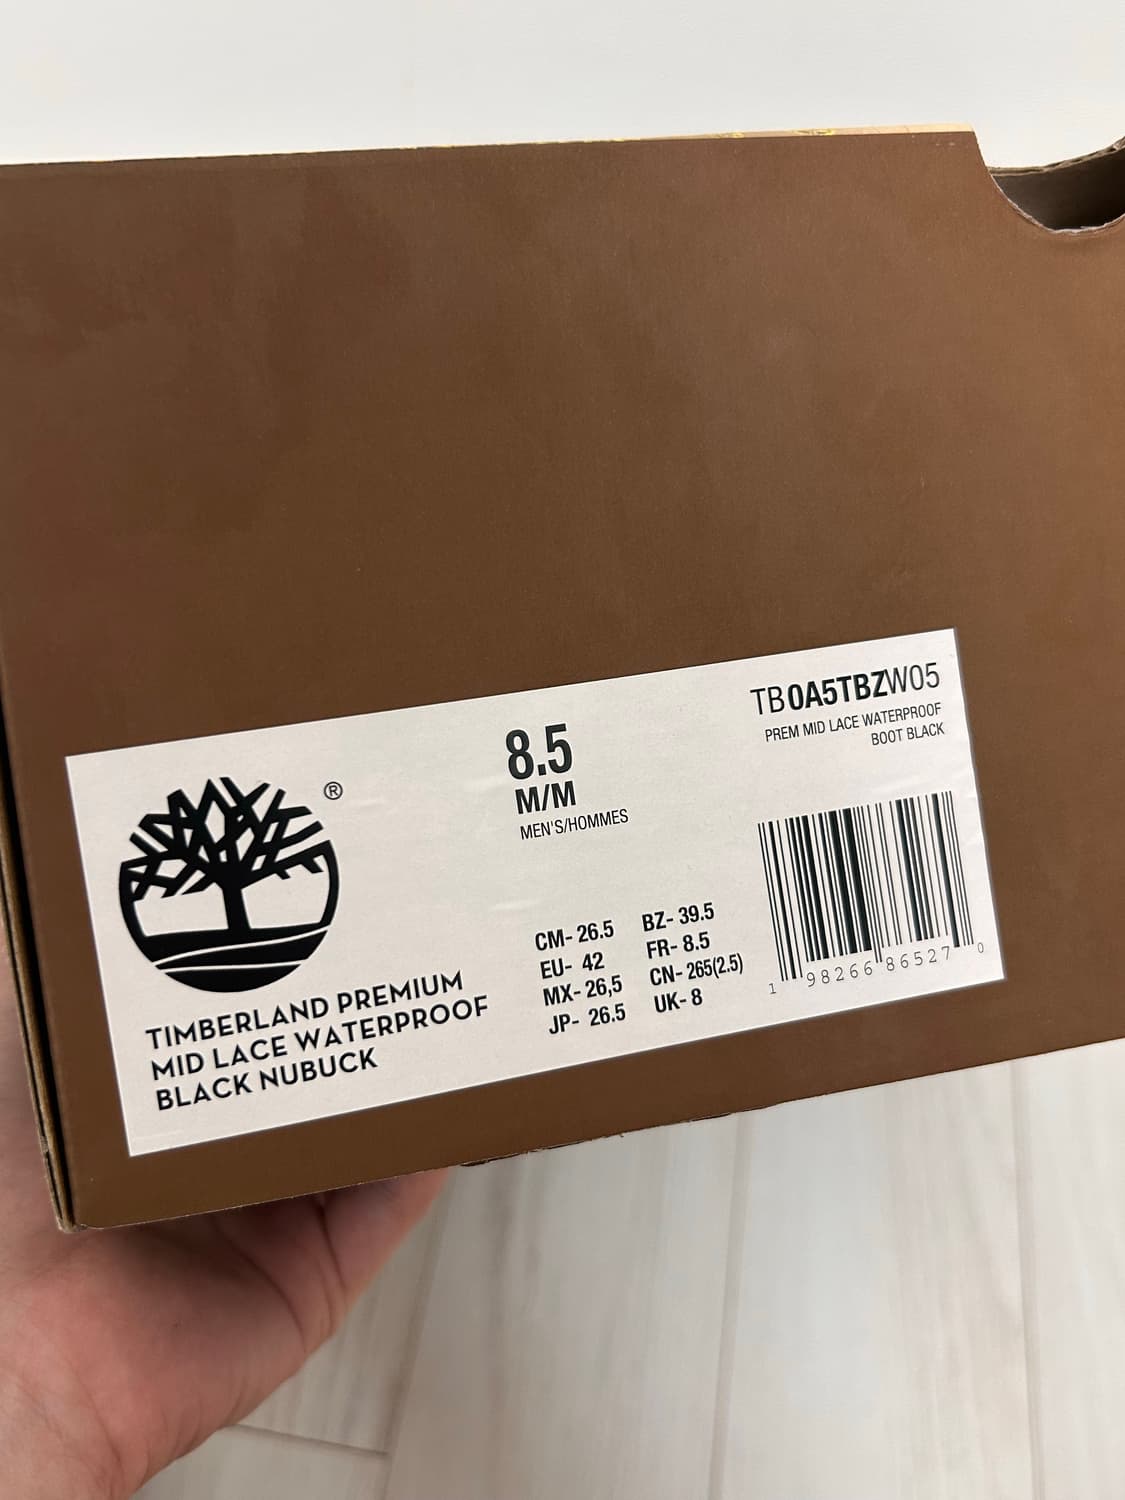 TB0A5TBZW05
PREM MID LACE WATERPROOF
BOOT BLACK
8.5
M/M
MEN'S/HOMMES
®
TIMBERLAND PREMIUM
MID LACE WATERPROOF
BLACK NUBUCK
CM- 26.5 BZ- 39.5
EU- 42 FR- 8.5
MX- 26,5 CN- 265(2.5)
JP- 26.5 UK- 8
1 98266 86527 0